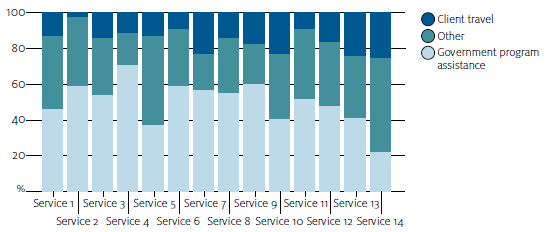 100
80
60
40
20
%
Client travel
Other
Government program
assistance
Service 1 Service 3 Service 5 Service 7 Service 9 Service 11 Service 13
Service 2 Service 4 Service 6 Service 8 Service 10 Service 12 Service 14